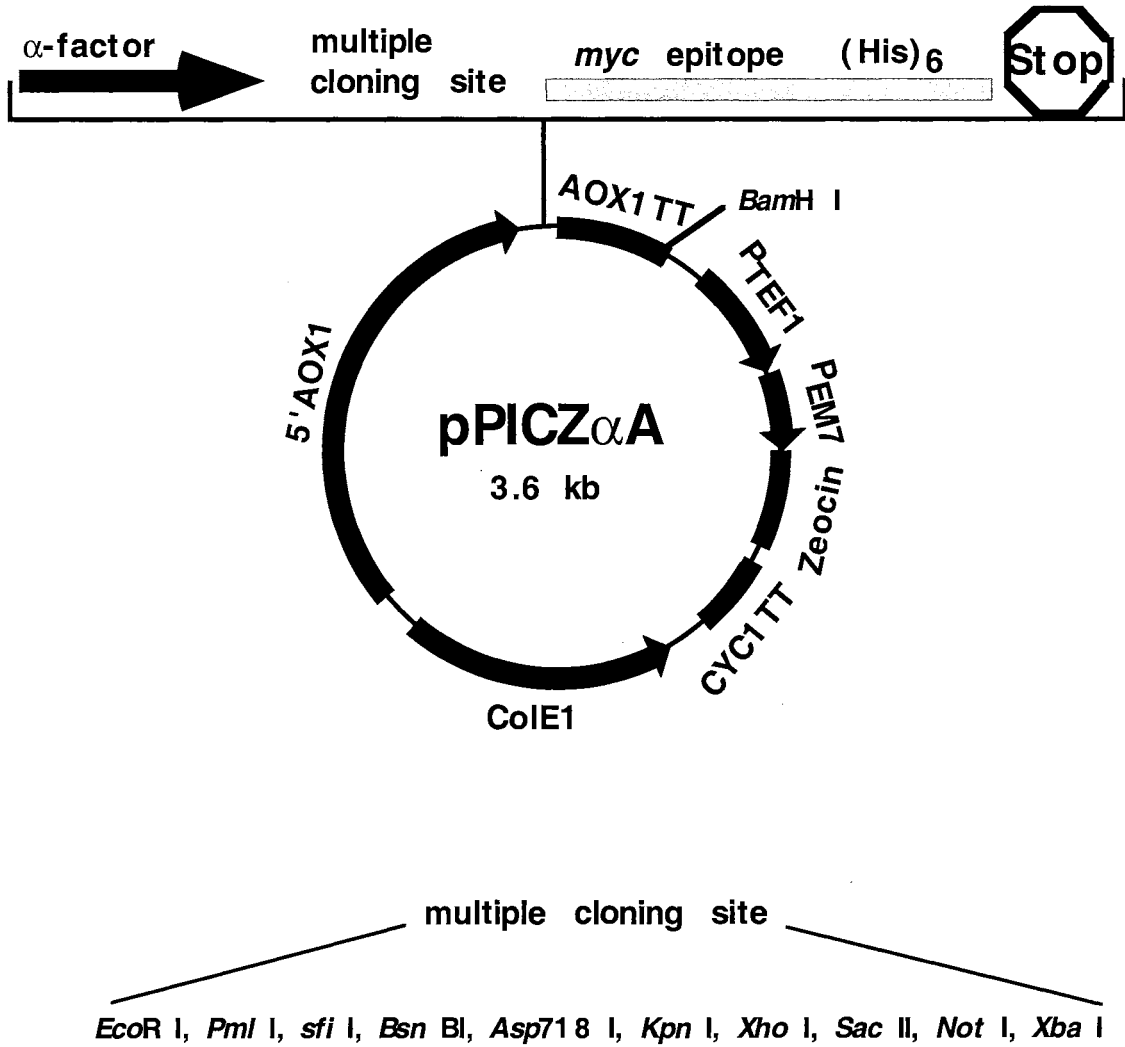 α-factor
multiple
cloning site
myc epitope
(His)6
Stop
AOX1 TT
BamH I
PTEF1
PEM7
Zeocin
CYC1 TT
ColE1
5'AOX1
pPICZαA
3.6 kb
multiple cloning site
EcoR I, Pml I, sfi I, Bsn BI, Asp718 I, Kpn I, Xho I, Sac II, Not I, Xba I